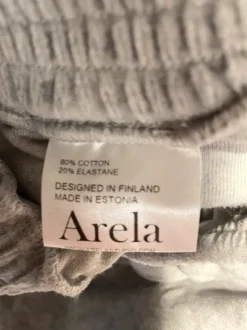 80% COTTON
20% ELASTANE
DESIGNED IN FINLAND
MADE IN ESTONIA
Arela